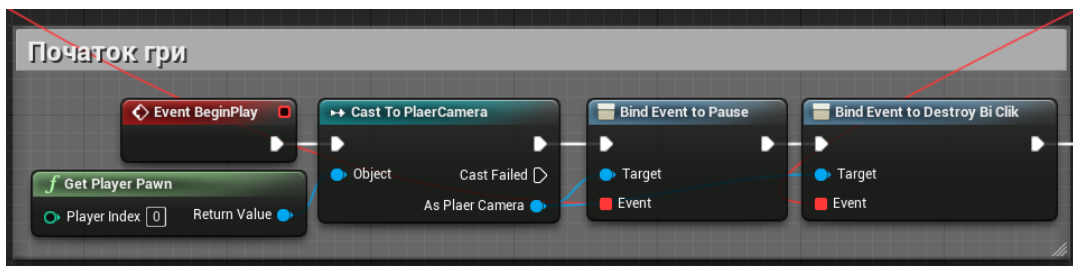 Початок гри
Event BeginPlay
Cast To PlaerCamera
Bind Event to Pause
Bind Event to Destroy Bi Clik
Object
Cast Failed
Target
Target
Get Player Pawn
Player Index 0
Return Value
As Plaer Camera
Event
Event